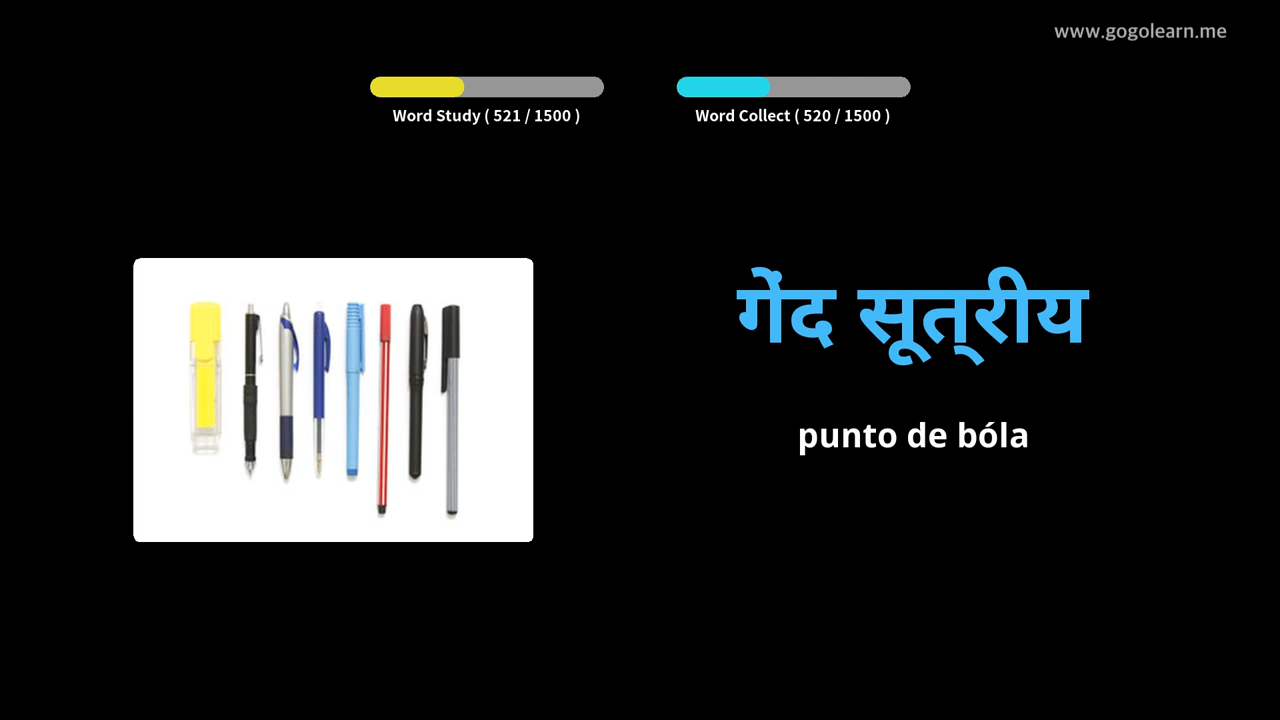 www.gogolearn.me
Word Study ( 521 / 1500 )
Word Collect ( 520 / 1500 )
गेंद सूत्‌रीय
punto de bóla